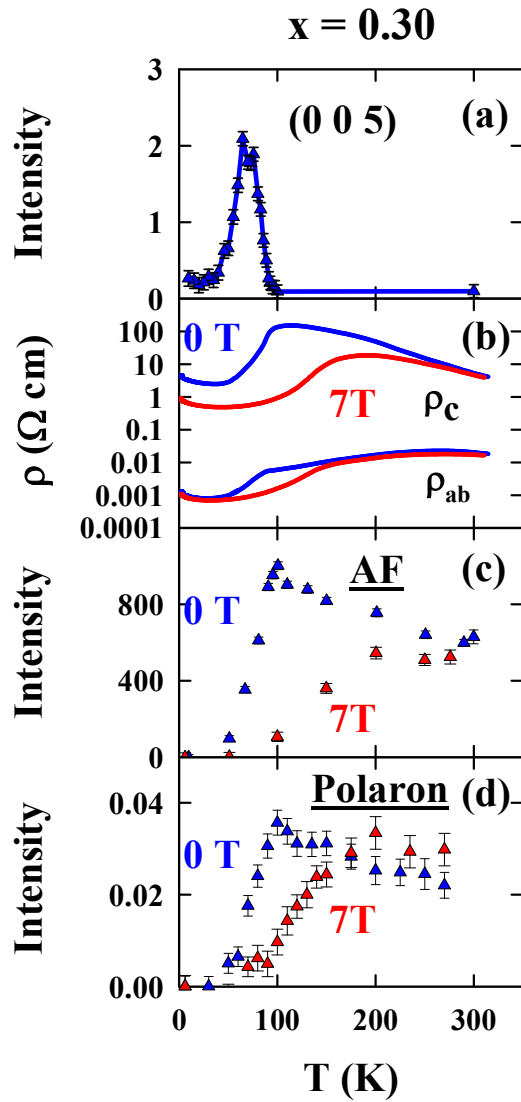 x = 0.30
3
(0 0 5)
(a)
2
1
0
Intensity
100
0 T
(b)
10
1
7T
ρc
0.1
0.01
0.001
ρab
0.0001
ρ (Ω cm)
AF
(c)
800
0 T
400
7T
0
Intensity
Polaron
(d)
0.04
0 T
0.02
7T
0.00
Intensity
0 100 200 300
T (K)